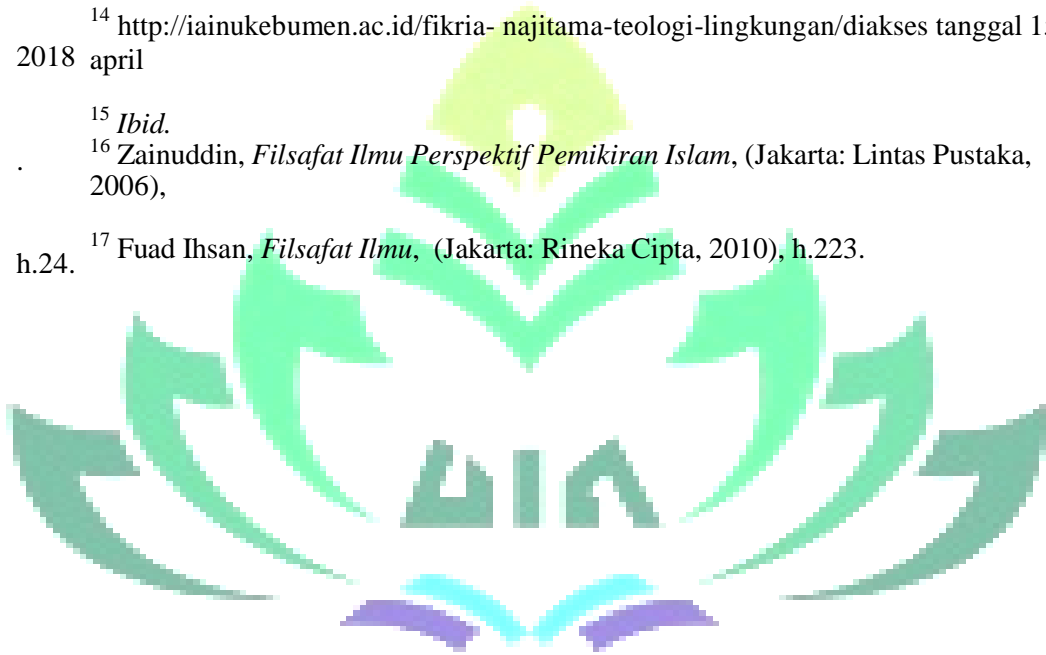 14 http://iainukebumen.ac.id/fikria- najitama-teologi-lingkungan/diakses tanggal
2018 april
15 Ibid.
. 16 Zainuddin, Filsafat Ilmu Perspektif Pemikiran Islam, (Jakarta: Lintas Pustaka,
2006),
17 Fuad Ihsan, Filsafat Ilmu, (Jakarta: Rineka Cipta, 2010), h.223.
h.24.
UIN